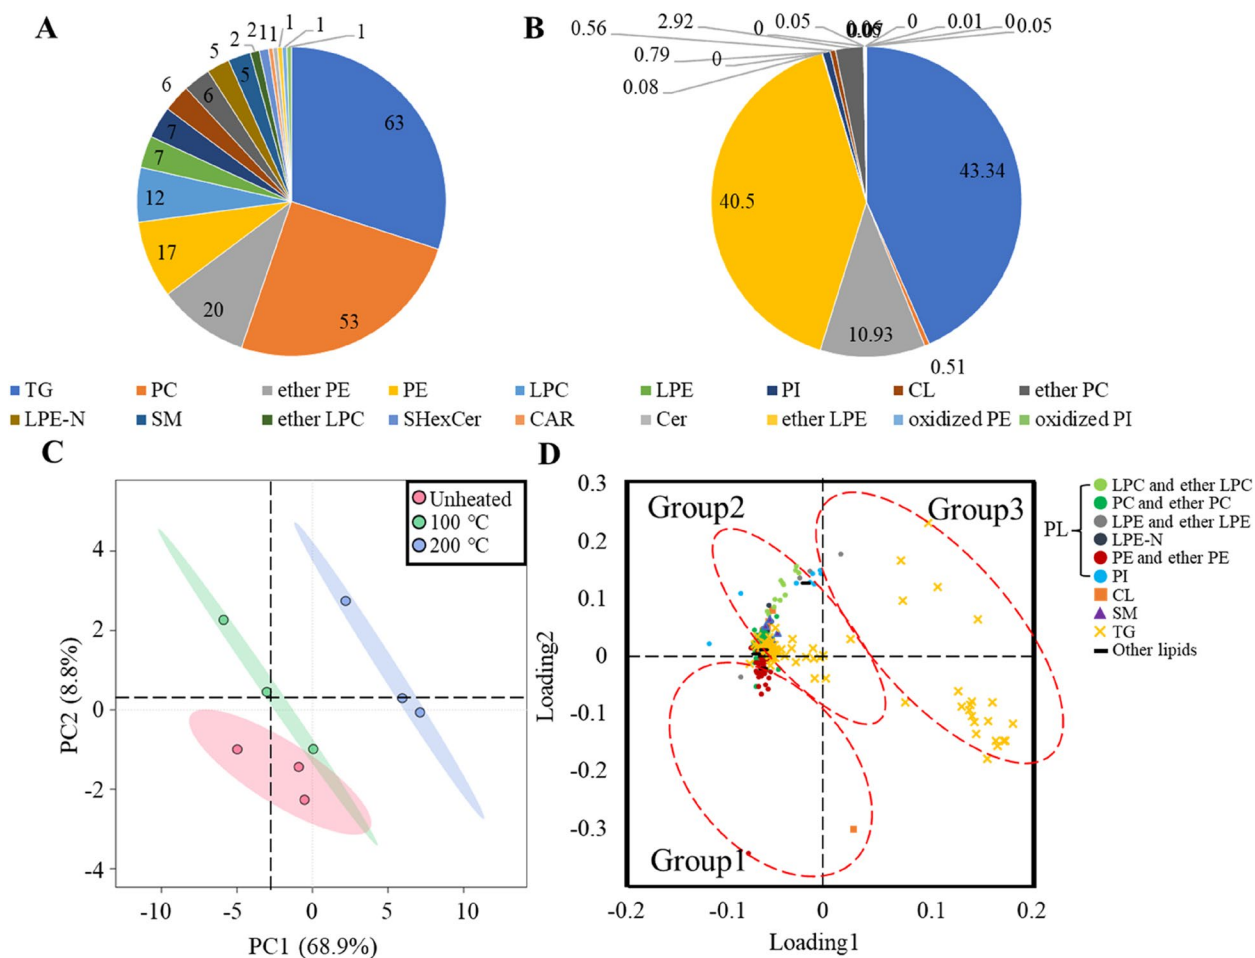 A
B
1
1
1
1
1
2
2
5
5
6
6
7
7
12
17
20
53
63
0.56
2.92
0
0.05
0
0.01
0
0.05
0.79
0
0.08
40.5
43.34
10.93
0.51
TG PC ether PE PE LPC LPE PI CL ether PC
LPE-N SM ether LPC SHexCer CAR Cer ether LPE oxidized PE oxidized PI
C
D
Unheated
100 °C
200 °C
4
2
0
-2
-4
PC2 (8.8%)
-10 -5 0 5 10
PC1 (68.9%)
0.3
0.2
0.1
0
-0.1
-0.2
-0.3
Loading2
Group2
Group3
Group1
-0.2 -0.1 0 0.1 0.2
Loading1
PL
LPC and ether LPC
PC and ether PC
LPE and ether LPE
LPE-N
PE and ether PE
PI
CL
SM
TG
Other lipids